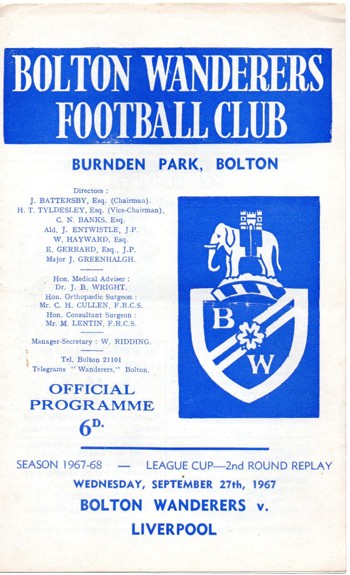 BOLTON WANDERERS
FOOTBALL CLUB
BURNDEN PARK, BOLTON
Directors :
J. BATTERSBY, Esq. (Chairman).
H. T. TYLDESLEY, Esq. (Vice-Chairman).
C. N. BANKS, Esq.
Ald. J. ENTWISTLE, J.P.
W. HAYWARD, Esq.
E. GERRARD, Esq., J.P.
Major J. GREENHALGH.
Hon. Medical Adviser :
Dr. J. B. WRIGHT.
Hon. Orthopædic Surgeon :
Mr. C. H. CULLEN, F.R.C.S.
Hon. Consultant Surgeon :
Mr. M. LENTIN, F.R.C.S.
Manager-Secretary : W. RIDDING.
Tel. Bolton 21101
Telegrams "Wanderers," Bolton.
OFFICIAL
PROGRAMME
6D.
B
W
SEASON 1967-68 — LEAGUE CUP—2nd ROUND REPLAY
WEDNESDAY, SEPTEMBER 27th, 1967
BOLTON WANDERERS v.
LIVERPOOL